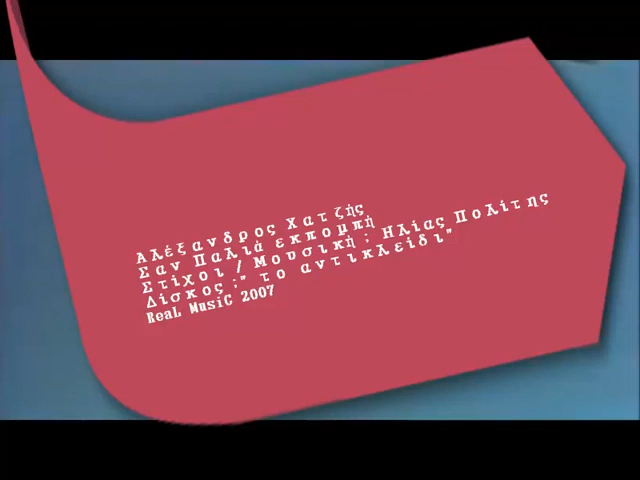 Αλέξανδρος Χατζής
Σαν Παλιά εκπομπή
Στίχοι / Μουσική ; Ηλίας Πολίτης
Δίσκος ;" το αντικλείδι"
ReaL MusiC 2007